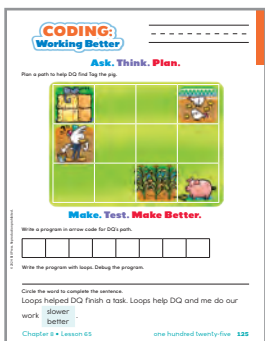 CODING:
Working Better
Ask. Think. Plan.
Plan a path to help DQ find Tag the pig.
Make. Test. Make Better.
Write a program in arrow code for DQ's path.
Write the program with loops. Debug the program.
Circle the word to complete the sentence.
Loops helped DQ finish a task. Loops help DQ and me do our
work slower
better .
Chapter 8 • Lesson 65 one hundred twenty-five 125